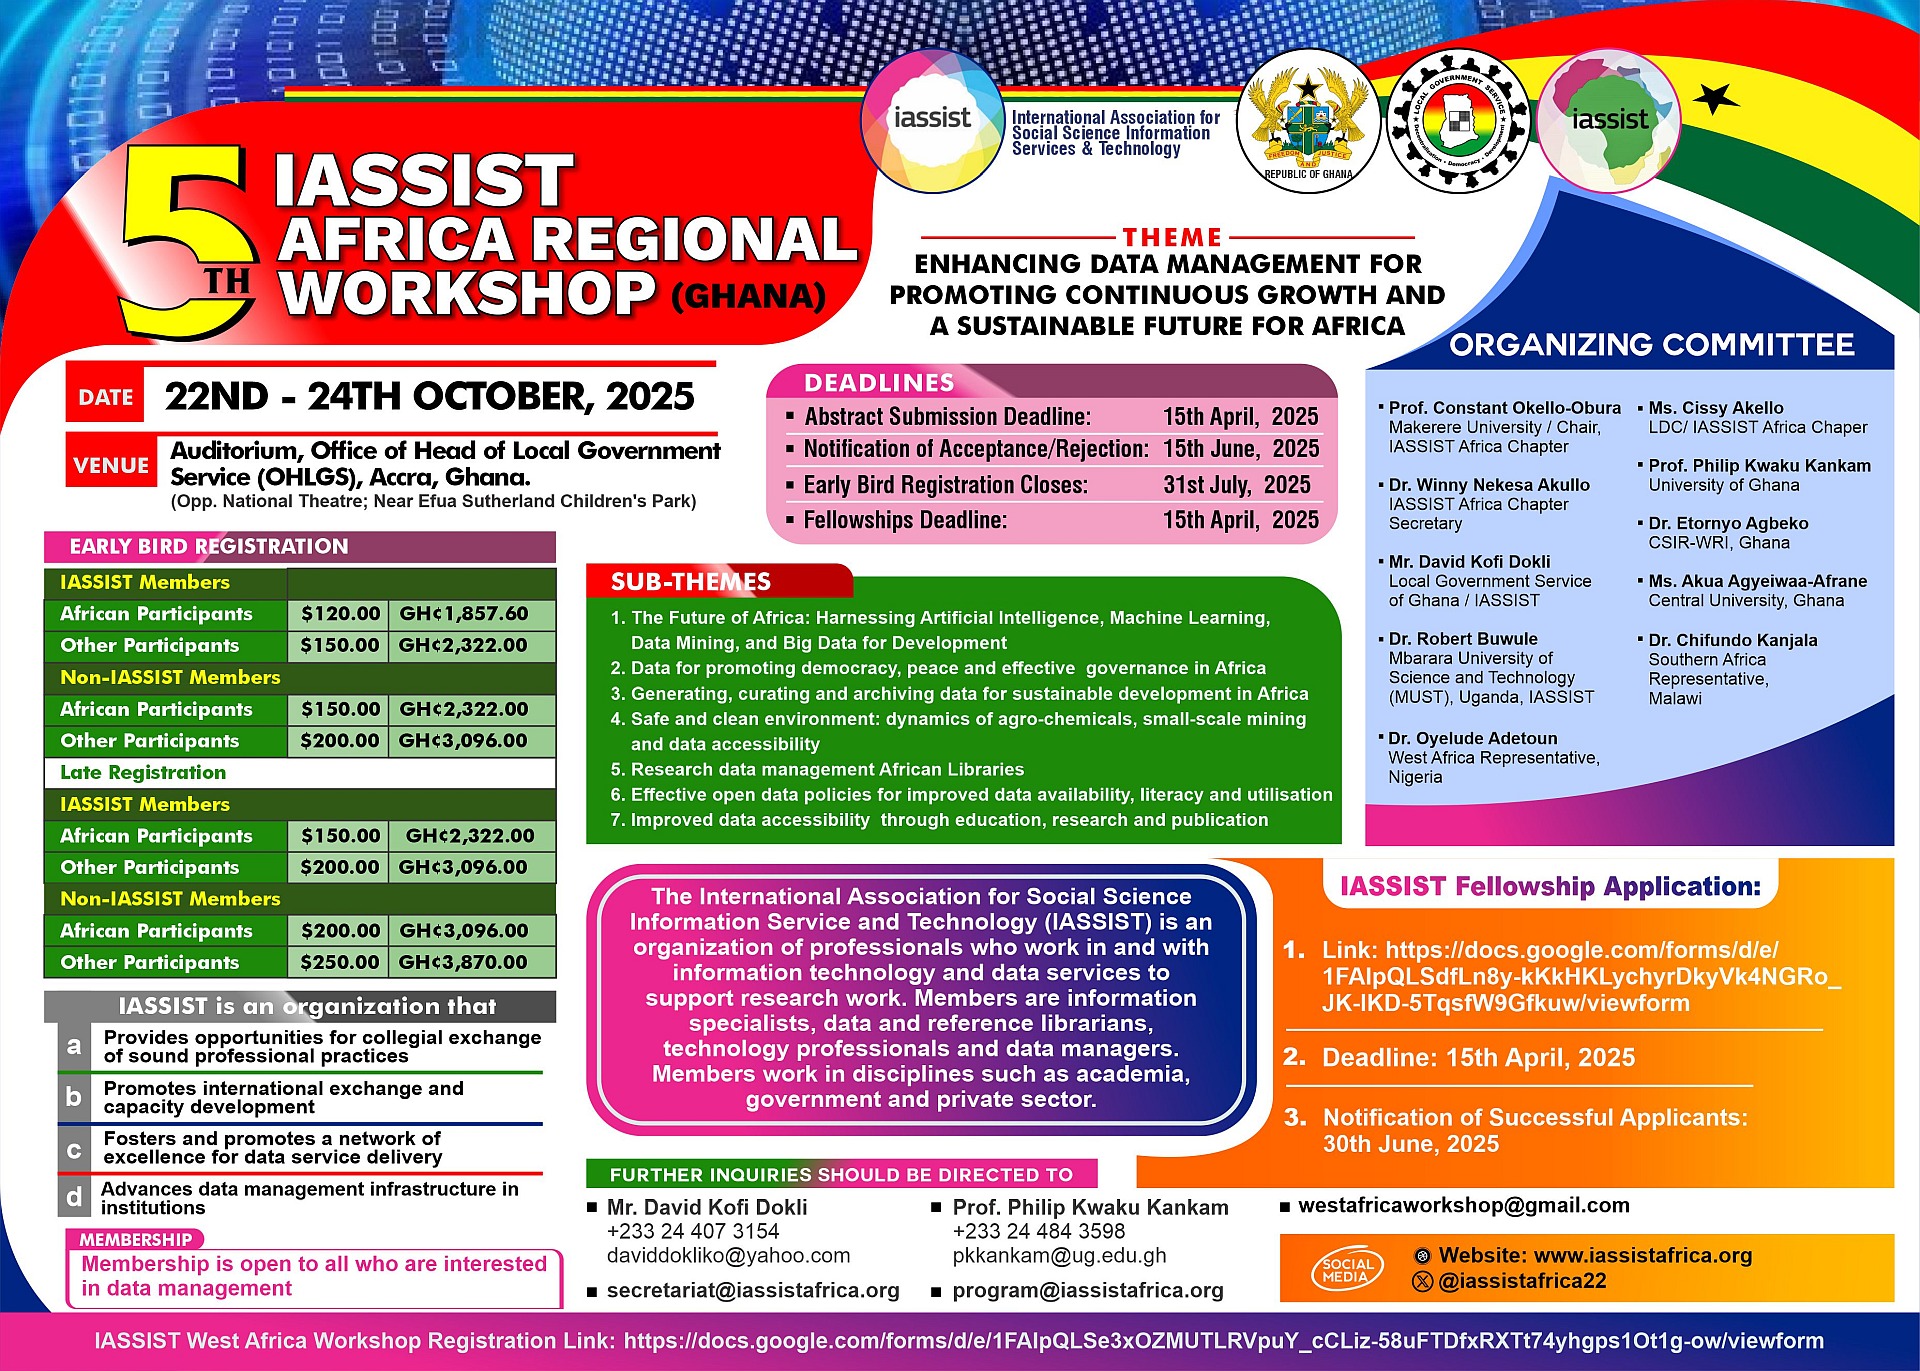 iassist
International Association for
Social Science Information
Services & Technology
FREEDOM AND JUSTICE
REPUBLIC OF GHANA
LOCAL GOVERNMENT SERVICE
Decentralisation • Democracy • Development
iassist
5TH
IASSIST
AFRICA REGIONAL
WORKSHOP (GHANA)
THEME
ENHANCING DATA MANAGEMENT FOR
PROMOTING CONTINUOUS GROWTH AND
A SUSTAINABLE FUTURE FOR AFRICA
DATE 22ND - 24TH OCTOBER, 2025
VENUE Auditorium, Office of Head of Local Government
Service (OHLGS), Accra, Ghana.
(Opp. National Theatre; Near Efua Sutherland Children's Park)
DEADLINES
▪ Abstract Submission Deadline: 15th April, 2025
▪ Notification of Acceptance/Rejection: 15th June, 2025
▪ Early Bird Registration Closes: 31st July, 2025
▪ Fellowships Deadline: 15th April, 2025
ORGANIZING COMMITTEE
▪ Prof. Constant Okello-Obura
Makerere University / Chair,
IASSIST Africa Chapter
▪ Dr. Winny Nekesa Akullo
IASSIST Africa Chapter
Secretary
▪ Mr. David Kofi Dokli
Local Government Service
of Ghana / IASSIST
▪ Dr. Robert Buwule
Mbarara University of
Science and Technology
(MUST), Uganda, IASSIST
▪ Dr. Oyelude Adetoun
West Africa Representative,
Nigeria
▪ Ms. Cissy Akello
LDC/ IASSIST Africa Chaper
▪ Prof. Philip Kwaku Kankam
University of Ghana
▪ Dr. Etornyo Agbeko
CSIR-WRI, Ghana
▪ Ms. Akua Agyeiwaa-Afrane
Central University, Ghana
▪ Dr. Chifundo Kanjala
Southern Africa
Representative,
Malawi
EARLY BIRD REGISTRATION
IASSIST Members
African Participants $120.00 GH¢1,857.60
Other Participants $150.00 GH¢2,322.00
Non-IASSIST Members
African Participants $150.00 GH¢2,322.00
Other Participants $200.00 GH¢3,096.00
Late Registration
IASSIST Members
African Participants $150.00 GH¢2,322.00
Other Participants $200.00 GH¢3,096.00
Non-IASSIST Members
African Participants $200.00 GH¢3,096.00
Other Participants $250.00 GH¢3,870.00
SUB-THEMES
1. The Future of Africa: Harnessing Artificial Intelligence, Machine Learning,
Data Mining, and Big Data for Development
2. Data for promoting democracy, peace and effective governance in Africa
3. Generating, curating and archiving data for sustainable development in Africa
4. Safe and clean environment: dynamics of agro-chemicals, small-scale mining
and data accessibility
5. Research data management African Libraries
6. Effective open data policies for improved data availability, literacy and utilisation
7. Improved data accessibility through education, research and publication
IASSIST is an organization that
a Provides opportunities for collegial exchange
of sound professional practices
b Promotes international exchange and
capacity development
c Fosters and promotes a network of
excellence for data service delivery
d Advances data management infrastructure in
institutions
MEMBERSHIP
Membership is open to all who are interested
in data management
The International Association for Social Science
Information Service and Technology (IASSIST) is an
organization of professionals who work in and with
information technology and data services to
support research work. Members are information
specialists, data and reference librarians,
technology professionals and data managers.
Members work in disciplines such as academia,
government and private sector.
IASSIST Fellowship Application:
1. Link: https://docs.google.com/forms/d/e/
1FAIpQLSdfLn8y-kKkHKLychyrDkyVk4NGRo_
JK-IKD-5TqsfW9Gfkuw/viewform
2. Deadline: 15th April, 2025
3. Notification of Successful Applicants:
30th June, 2025
FURTHER INQUIRIES SHOULD BE DIRECTED TO
▪ Mr. David Kofi Dokli
+233 24 407 3154
daviddokliko@yahoo.com
▪ secretariat@iassistafrica.org
▪ Prof. Philip Kwaku Kankam
+233 24 484 3598
pkkankam@ug.edu.gh
▪ program@iassistafrica.org
▪ westafricaworkshop@gmail.com
SOCIAL
MEDIA
Website: www.iassistafrica.org
@iassistafrica22
IASSIST West Africa Workshop Registration Link: https://docs.google.com/forms/d/e/1FAIpQLSe3xOZMUTLRVpuY_cCLiz-58uFTDfxRXTt74yhgps1Ot1g-ow/viewform